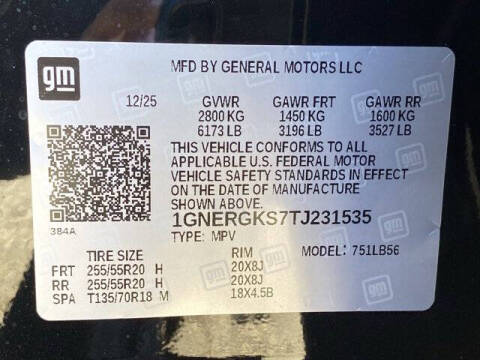 gm
MFD BY GENERAL MOTORS LLC
12/25 GVWR GAWR FRT GAWR RR
2800 KG 1450 KG 1600 KG
6173 LB 3196 LB 3527 LB
THIS VEHICLE CONFORMS TO ALL
APPLICABLE U.S. FEDERAL MOTOR
VEHICLE SAFETY STANDARDS IN EFFECT
ON THE DATE OF MANUFACTURE
SHOWN ABOVE.
384A
1GNERGKS7TJ231535
TYPE: MPV MODEL: 751LB56
TIRE SIZE RIM
FRT 255/55R20 H 20X8J
RR 255/55R20 H 20X8J
SPA T135/70R18 M 18X4.5B